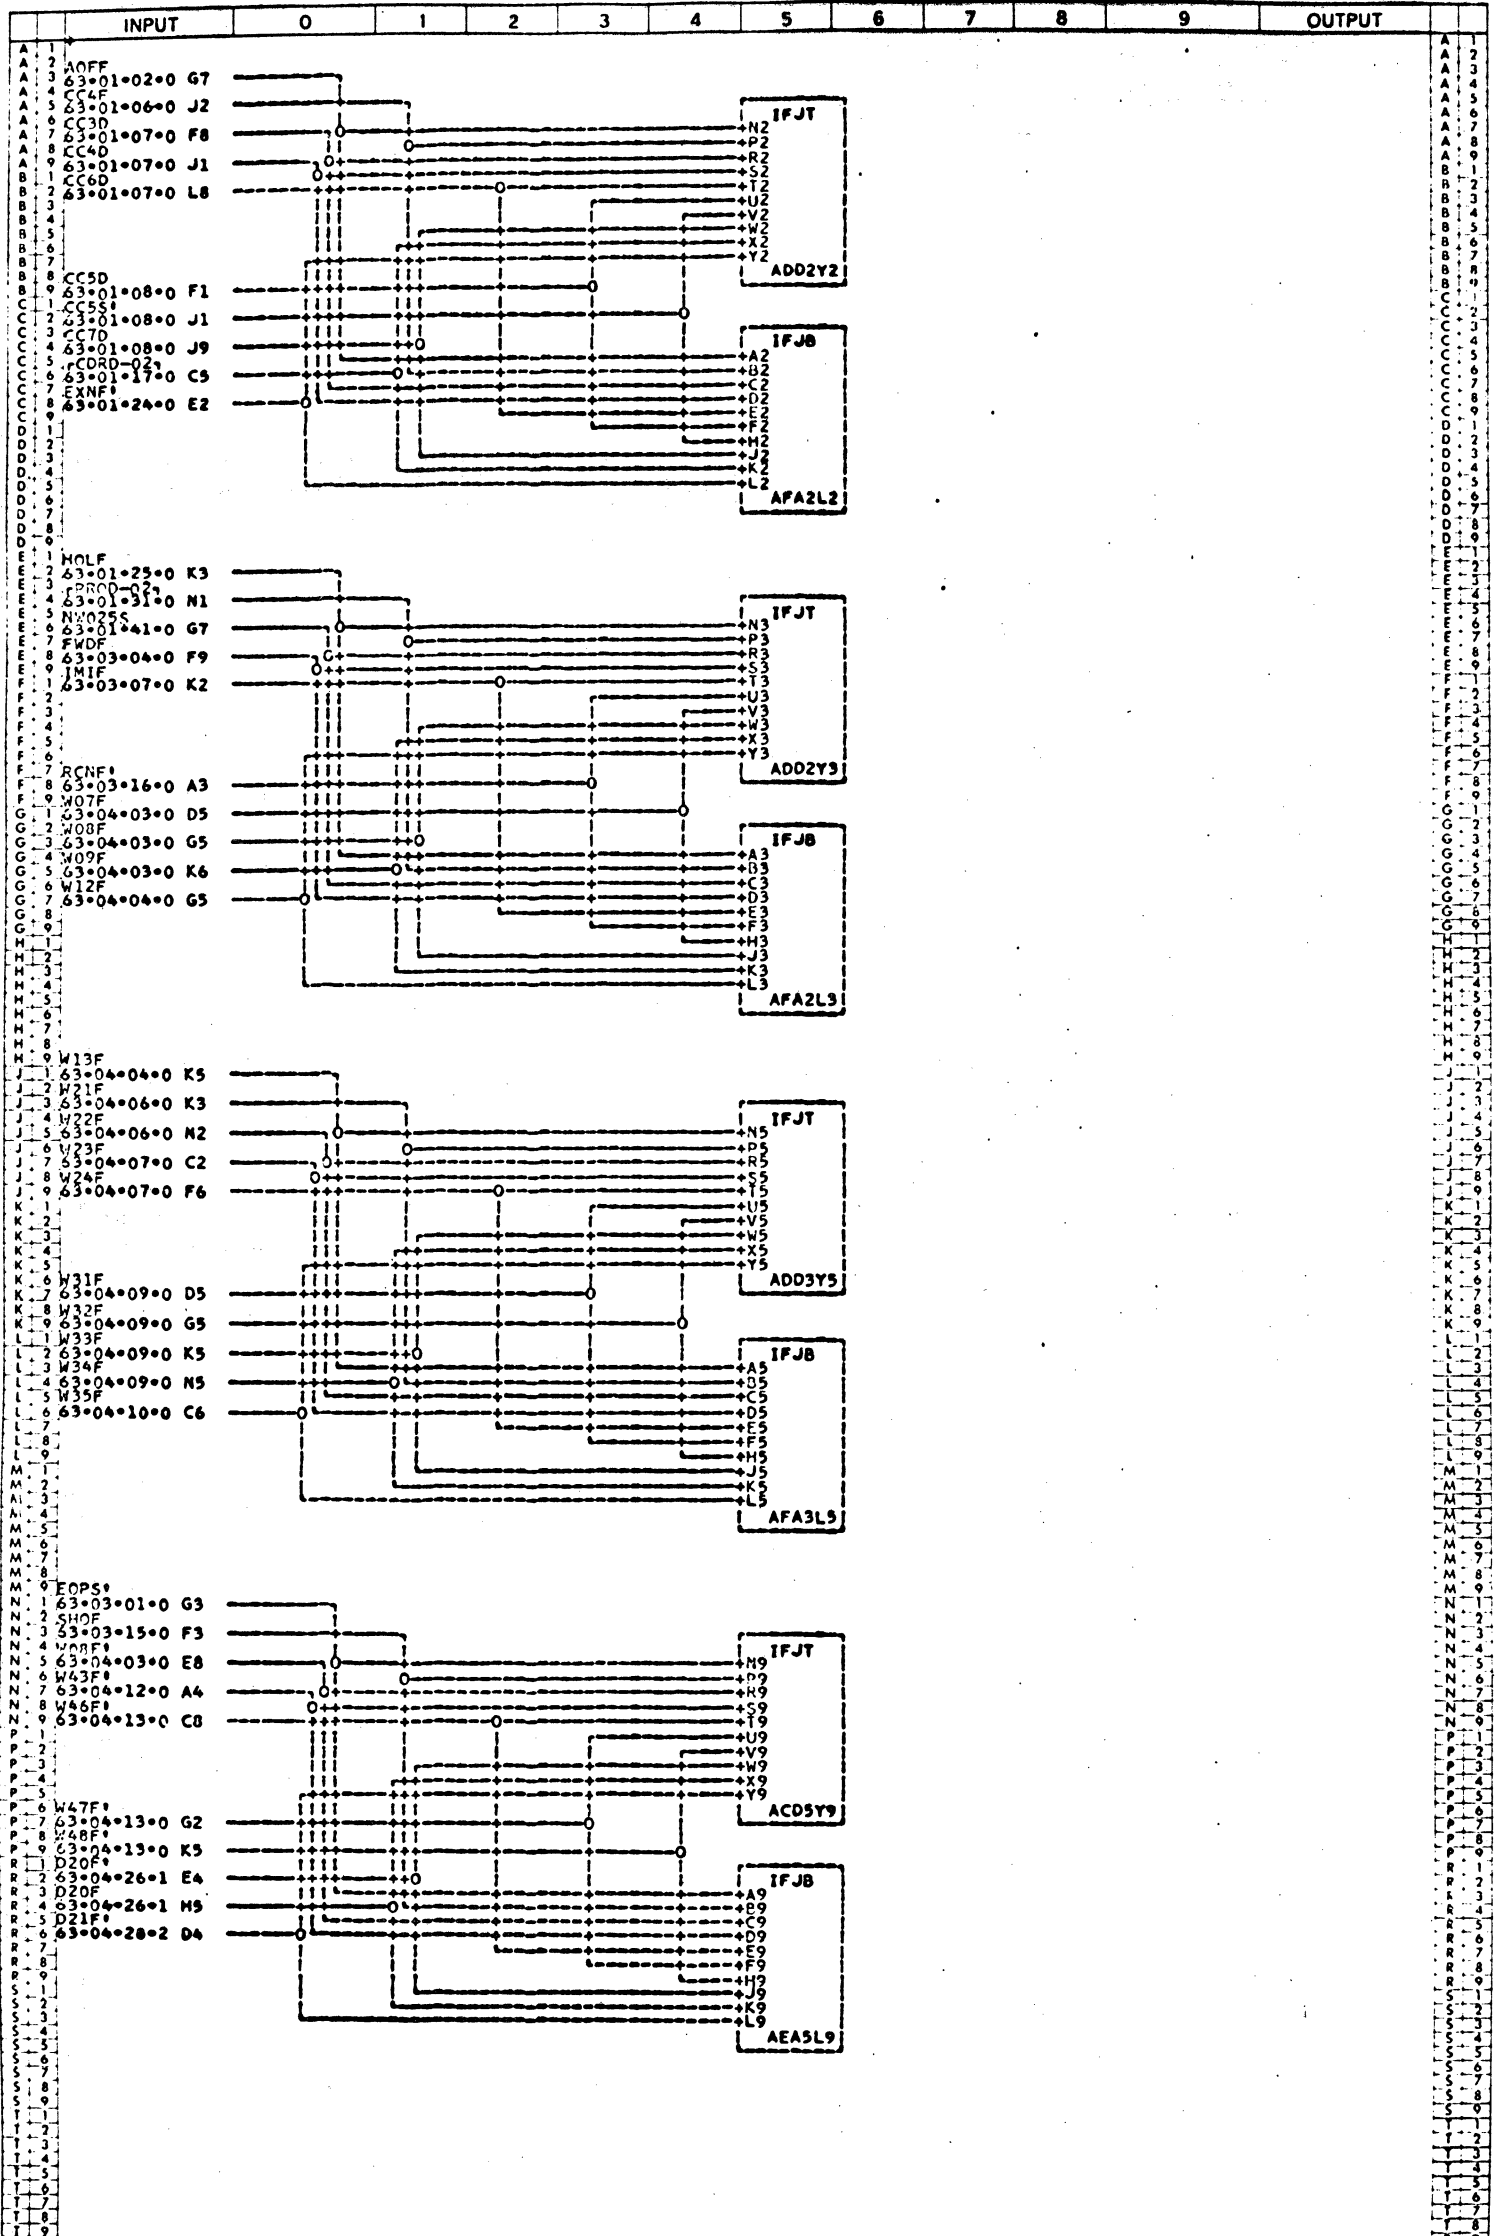 INPUT 0 1 2 3 4 5 6 7 8 9 OUTPUT
AOFF
63•01•02•0 G7
CC4F
63•01•06•0 J2
CC3D
63•01•07•0 F8
CC4D
63•01•07•0 J1
CC6D
63•01•07•0 L8
CC5D
63•01•08•0 F1
CC5S'
63•01•08•0 J1
CC7D
63•01•08•0 J9
rCDRD-02
63•01•17•0 C5
EXNF'
63•01•24•0 E2
IFJT
N2
P2
R2
S2
T2
U2
V2
W2
X2
Y2
ADD2Y2
IFJB
A2
B2
C2
D2
E2
F2
H2
J2
K2
L2
AFA2L2
HOLF
63•01•25•0 K3
rPROD-02
63•01•31•0 N1
NW025S
63•01•41•0 G7
FWDF
63•03•04•0 F9
IMIF
63•03•07•0 K2
RCNF'
63•03•16•0 A3
W07F
63•04•03•0 D5
W08F
63•04•03•0 G5
W09F
63•04•03•0 K6
W12F
63•04•04•0 G5
IFJT
N3
P3
R3
S3
T3
U3
V3
W3
X3
Y3
ADD2Y3
IFJB
A3
B3
C3
D3
E3
F3
H3
J3
K3
L3
AFA2L3
W13F
63•04•04•0 K5
W21F
63•04•06•0 K3
W22F
63•04•06•0 N2
W23F
63•04•07•0 C2
W24F
63•04•07•0 F6
W31F
63•04•09•0 D5
W32F
63•04•09•0 G5
W33F
63•04•09•0 K5
W34F
63•04•09•0 N5
W35F
63•04•10•0 C6
IFJT
N5
P5
R5
S5
T5
U5
V5
W5
X5
Y5
ADD3Y5
IFJB
A5
B5
C5
D5
E5
F5
H5
J5
K5
L5
AFA3L5
EOPS'
63•03•01•0 G3
SHOF
63•03•15•0 F3
W08F'
63•04•03•0 E8
W43F'
63•04•12•0 A4
W46F'
63•04•13•0 C8
W47F'
63•04•13•0 G2
W48F'
63•04•13•0 K5
D20F'
63•04•26•1 E4
D20F
63•04•26•1 H5
D21F'
63•04•28•2 D4
IFJT
P9
R9
S9
T9
U9
V9
W9
X9
Y9
ACD5Y9
IFJB
A9
B9
C9
D9
E9
F9
H9
J9
K9
L9
AEA5L9